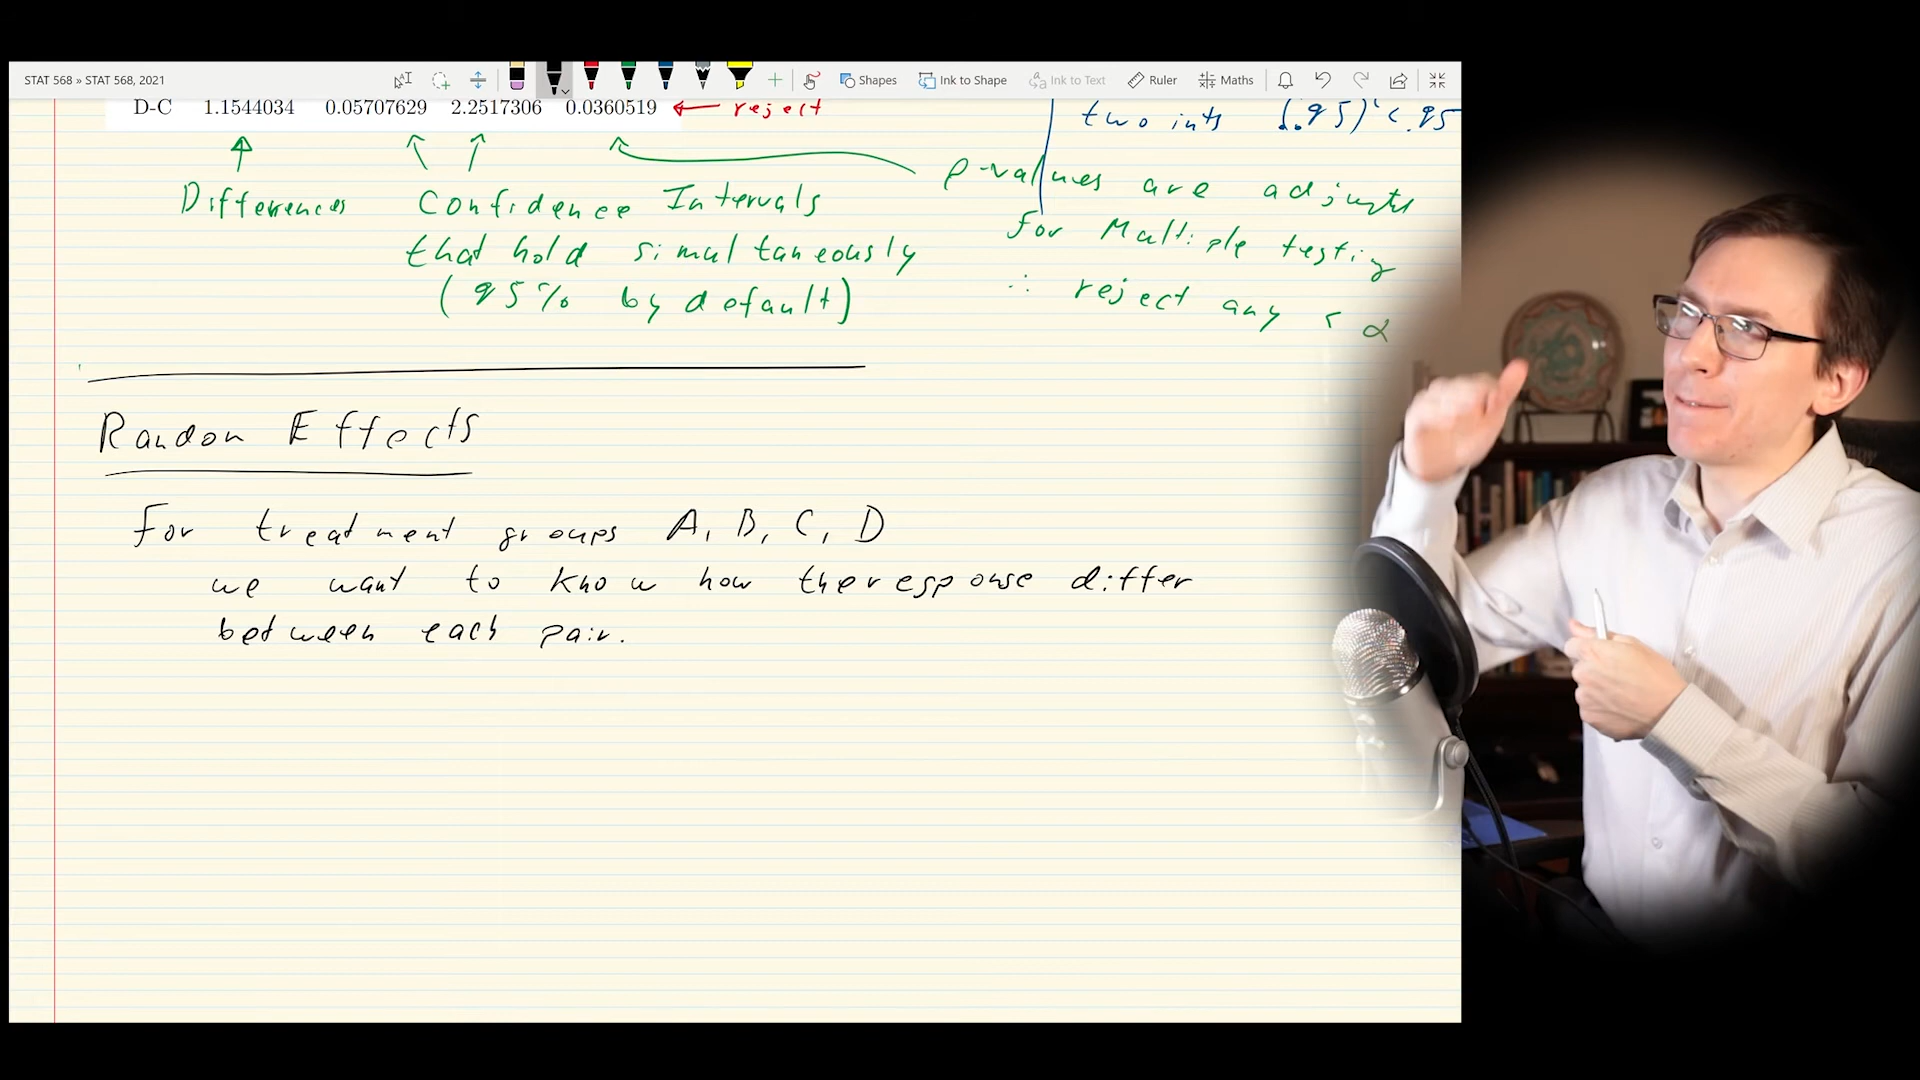 STAT 568 » STAT 568, 2021
Shapes
Ink to Shape
Ink to Text
Ruler
Maths
D-C 1.1544034 0.05707629 2.2517306 0.0360519 ← reject
two ints (.95)² < .95
Differences
Confidence Intervals
that hold simultaneously
(95% by default)
p-values are
for Multiple testing
∴ reject any < α
Random Effects
For treatment groups A, B, C, D
we want to know how the response differ
between each pair.